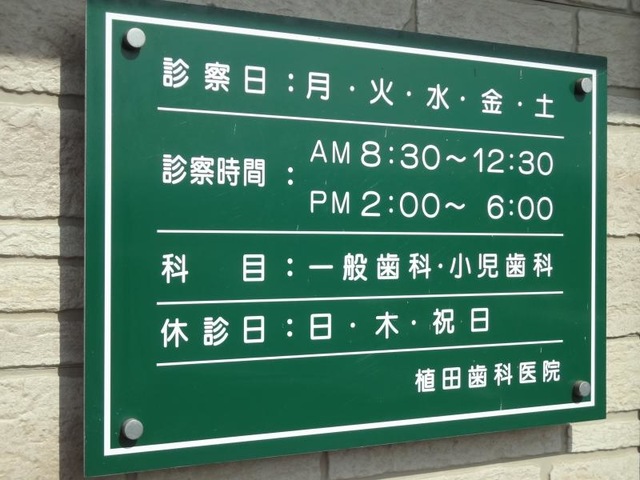 診察日：月・火・水・金・土
診察時間：AM 8:30～12:30
PM 2:00～ 6:00
科　目：一般歯科・小児歯科
休診日：日・木・祝日
植田歯科医院